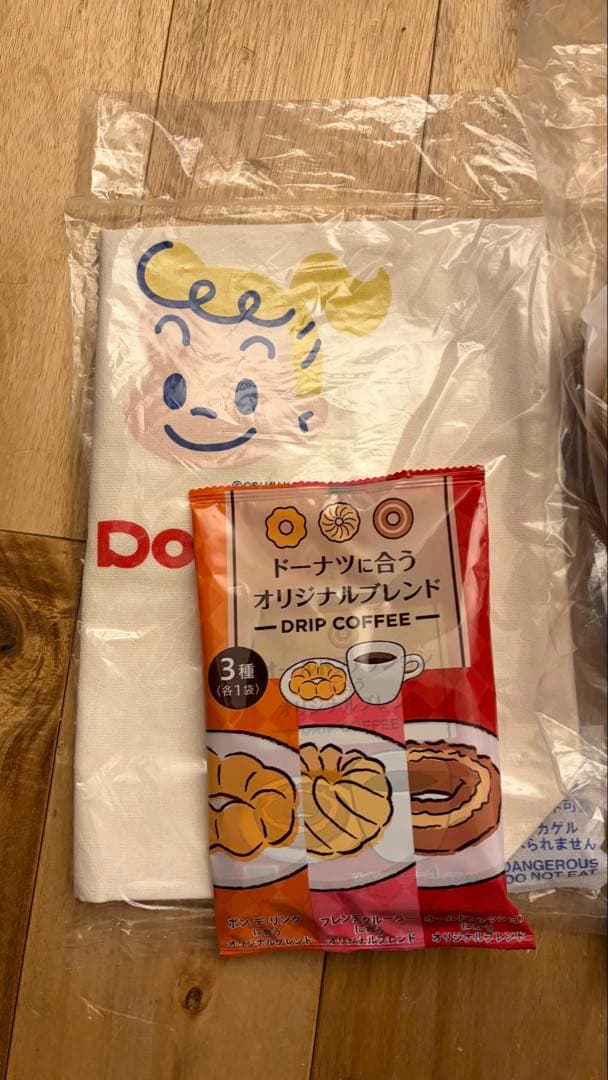 Do
ドーナツに合う
オリジナルブレンド
DRIP COFFEE
3種
〈各1袋〉
DRIP COFFEE
ポン・デ・リング
に合う
オリジナルブレンド
フレンチクルーラー
に合う
オリジナルブレンド
オールドファッション
に合う
オリジナルブレンド
不可
カゲル
られません
DANGEROUS
DO NOT EAT